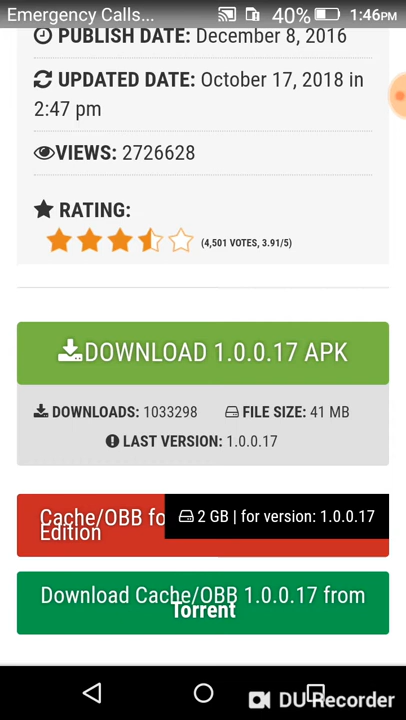 Emergency Calls... 40% 1:46PM
PUBLISH DATE: December 8, 2016
UPDATED DATE: October 17, 2018 in
2:47 pm
VIEWS: 2726628
RATING:
(4,501 VOTES, 3.91/5)
DOWNLOAD 1.0.0.17 APK
DOWNLOADS: 1033298 FILE SIZE: 41 MB
LAST VERSION: 1.0.0.17
Cache/OBB fo
2 GB | for version: 1.0.0.17
Edition
Download Cache/OBB 1.0.0.17 from
Torrent
DU Recorder